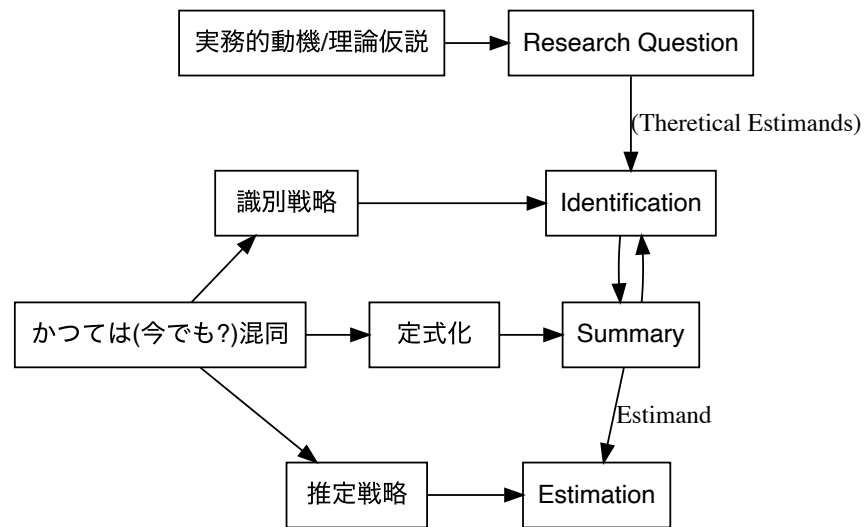 実務的動機/理論仮説
Research Question
(Theretical Estimands)
識別戦略
Identification
かつては(今でも?)混同
定式化
Summary
Estimand
推定戦略
Estimation